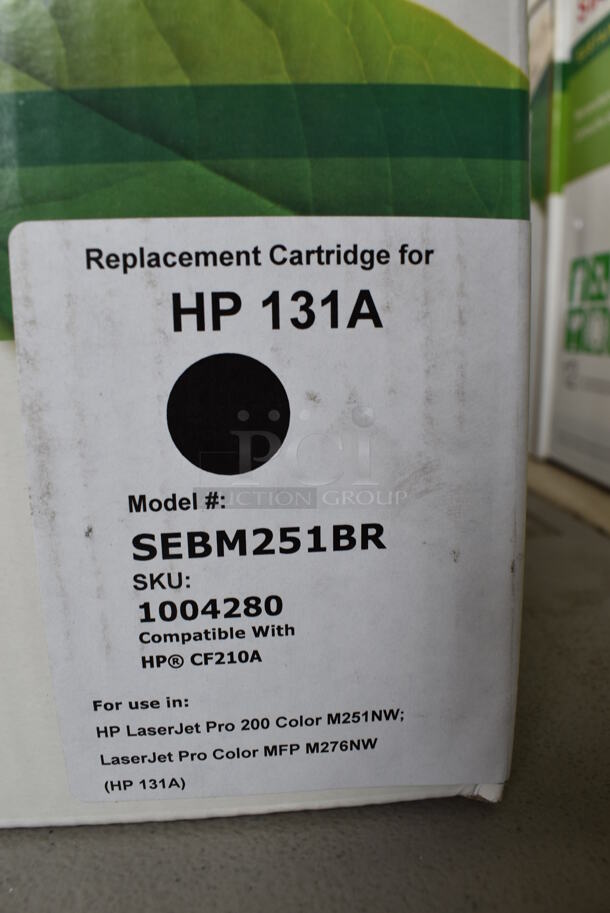 Replacement Cartridge for
HP 131A
PCI
AUCTION GROUP
Model #:
SEBM251BR
SKU:
1004280
Compatible With
HP® CF210A
For use in:
HP LaserJet Pro 200 Color M251NW;
LaserJet Pro Color MFP M276NW
(HP 131A)